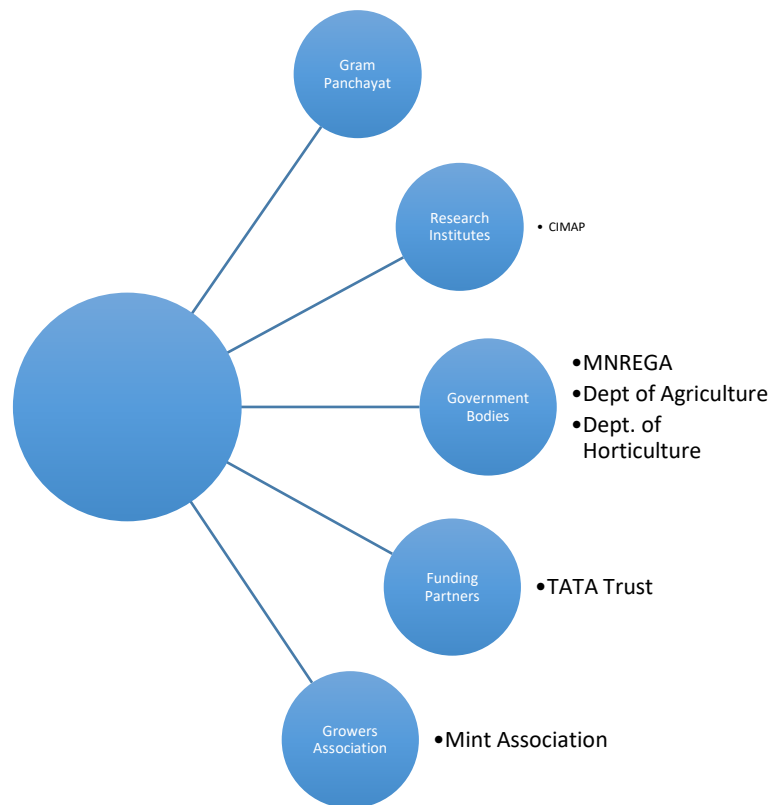 Gram
Panchayat
Research
Institutes
• CIMAP
Government
Bodies
•MNREGA
•Dept of Agriculture
•Dept. of
Horticulture
Funding
Partners
•TATA Trust
Growers
Association
•Mint Association